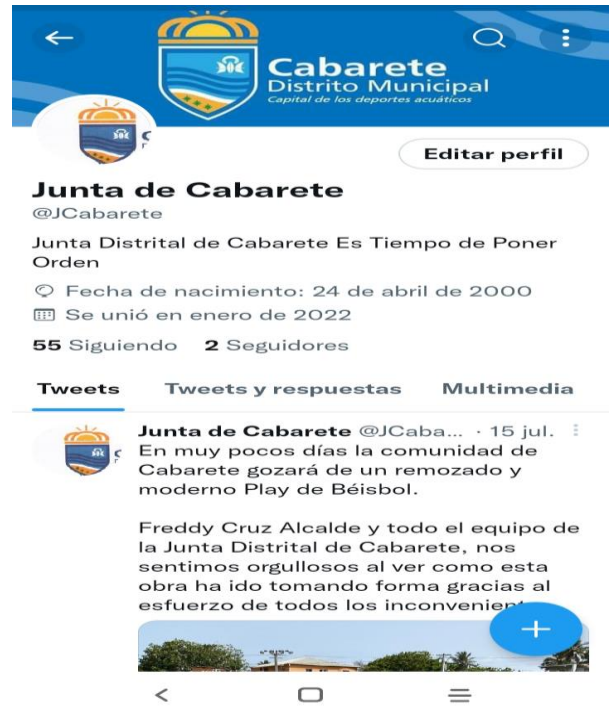 Cabarete
Distrito Municipal
Capital de los deportes acuáticos
Editar perfil
Junta de Cabarete
@JCabarete
Junta Distrital de Cabarete Es Tiempo de Poner
Orden
Fecha de nacimiento: 24 de abril de 2000
Se unió en enero de 2022
55 Siguiendo 2 Seguidores
Tweets Tweets y respuestas Multimedia
Junta de Cabarete @JCaba... · 15 jul.
En muy pocos días la comunidad de
Cabarete gozará de un remozado y
moderno Play de Béisbol.
Freddy Cruz Alcalde y todo el equipo de
la Junta Distrital de Cabarete, nos
sentimos orgullosos al ver como esta
obra ha ido tomando forma gracias al
esfuerzo de todos los